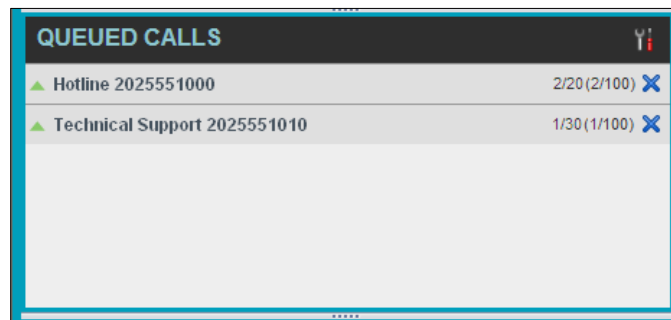 QUEUED CALLS
Hotline 2025551000 2/20(2/100)
Technical Support 2025551010 1/30(1/100)